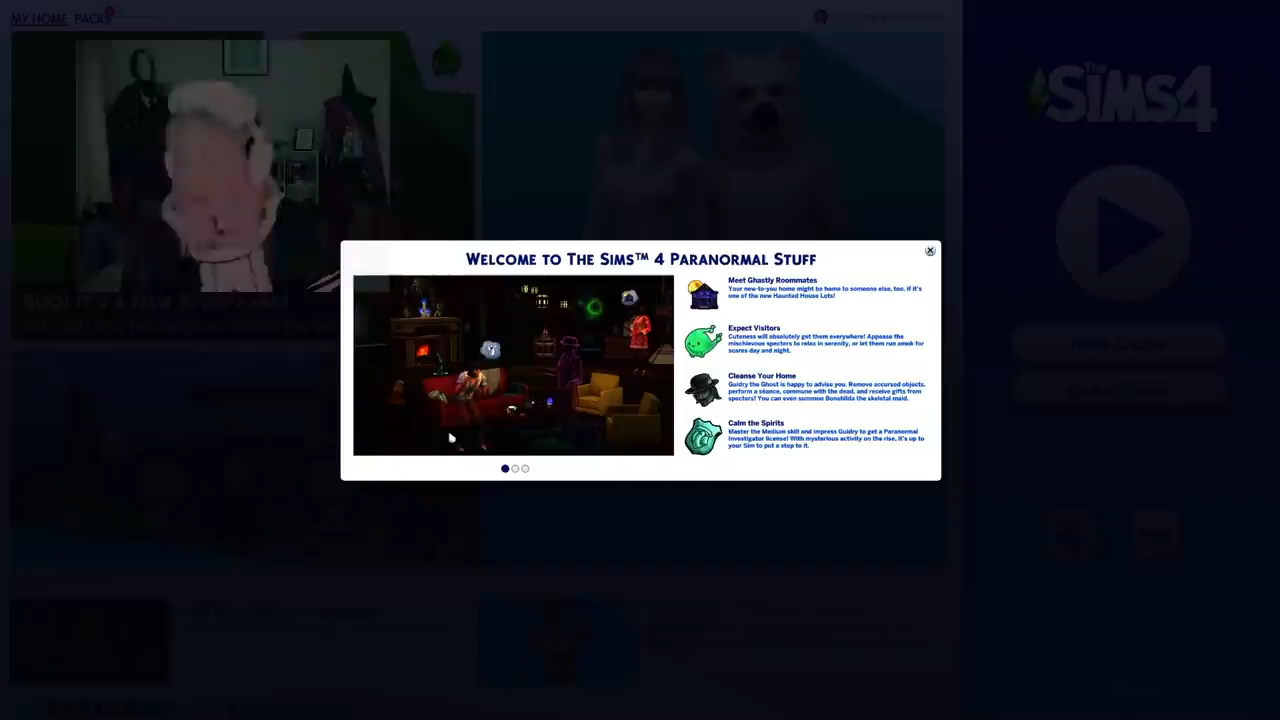 MY HOME PACKS
THE SIMS 4
WELCOME TO THE SIMS™ 4 PARANORMAL STUFF
Meet Ghastly Roommates
Your new-to-you home might be home to someone else, too, if it's
one of the new Haunted House Lots!
Expect Visitors
Cuteness will absolutely get them everywhere! Appease the
mischievous specters to relax in serenity, or let them run amok for
scares day and night.
Cleanse Your Home
Guidry the Ghost is happy to advise you. Remove accursed objects,
perform a séance, commune with the dead, and receive gifts from
specters! You can even summon Bonehilda the skeletal maid.
Calm the Spirits
Master the Medium skill and impress Guidry to get a Paranormal
Investigator license! With mysterious activity on the rise, it's up to
your Sim to put a stop to it.
NEW GAME